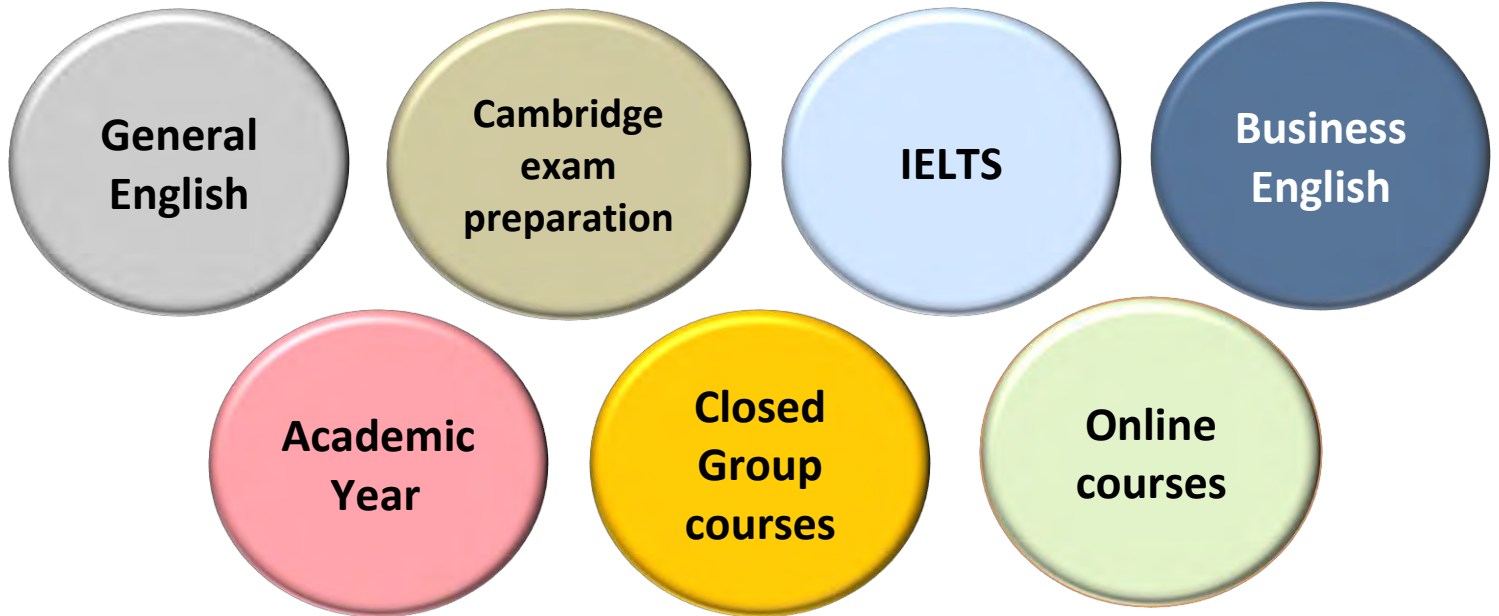 General
English
Cambridge
exam
preparation
IELTS
Business
English
Academic
Year
Closed
Group
courses
Online
courses